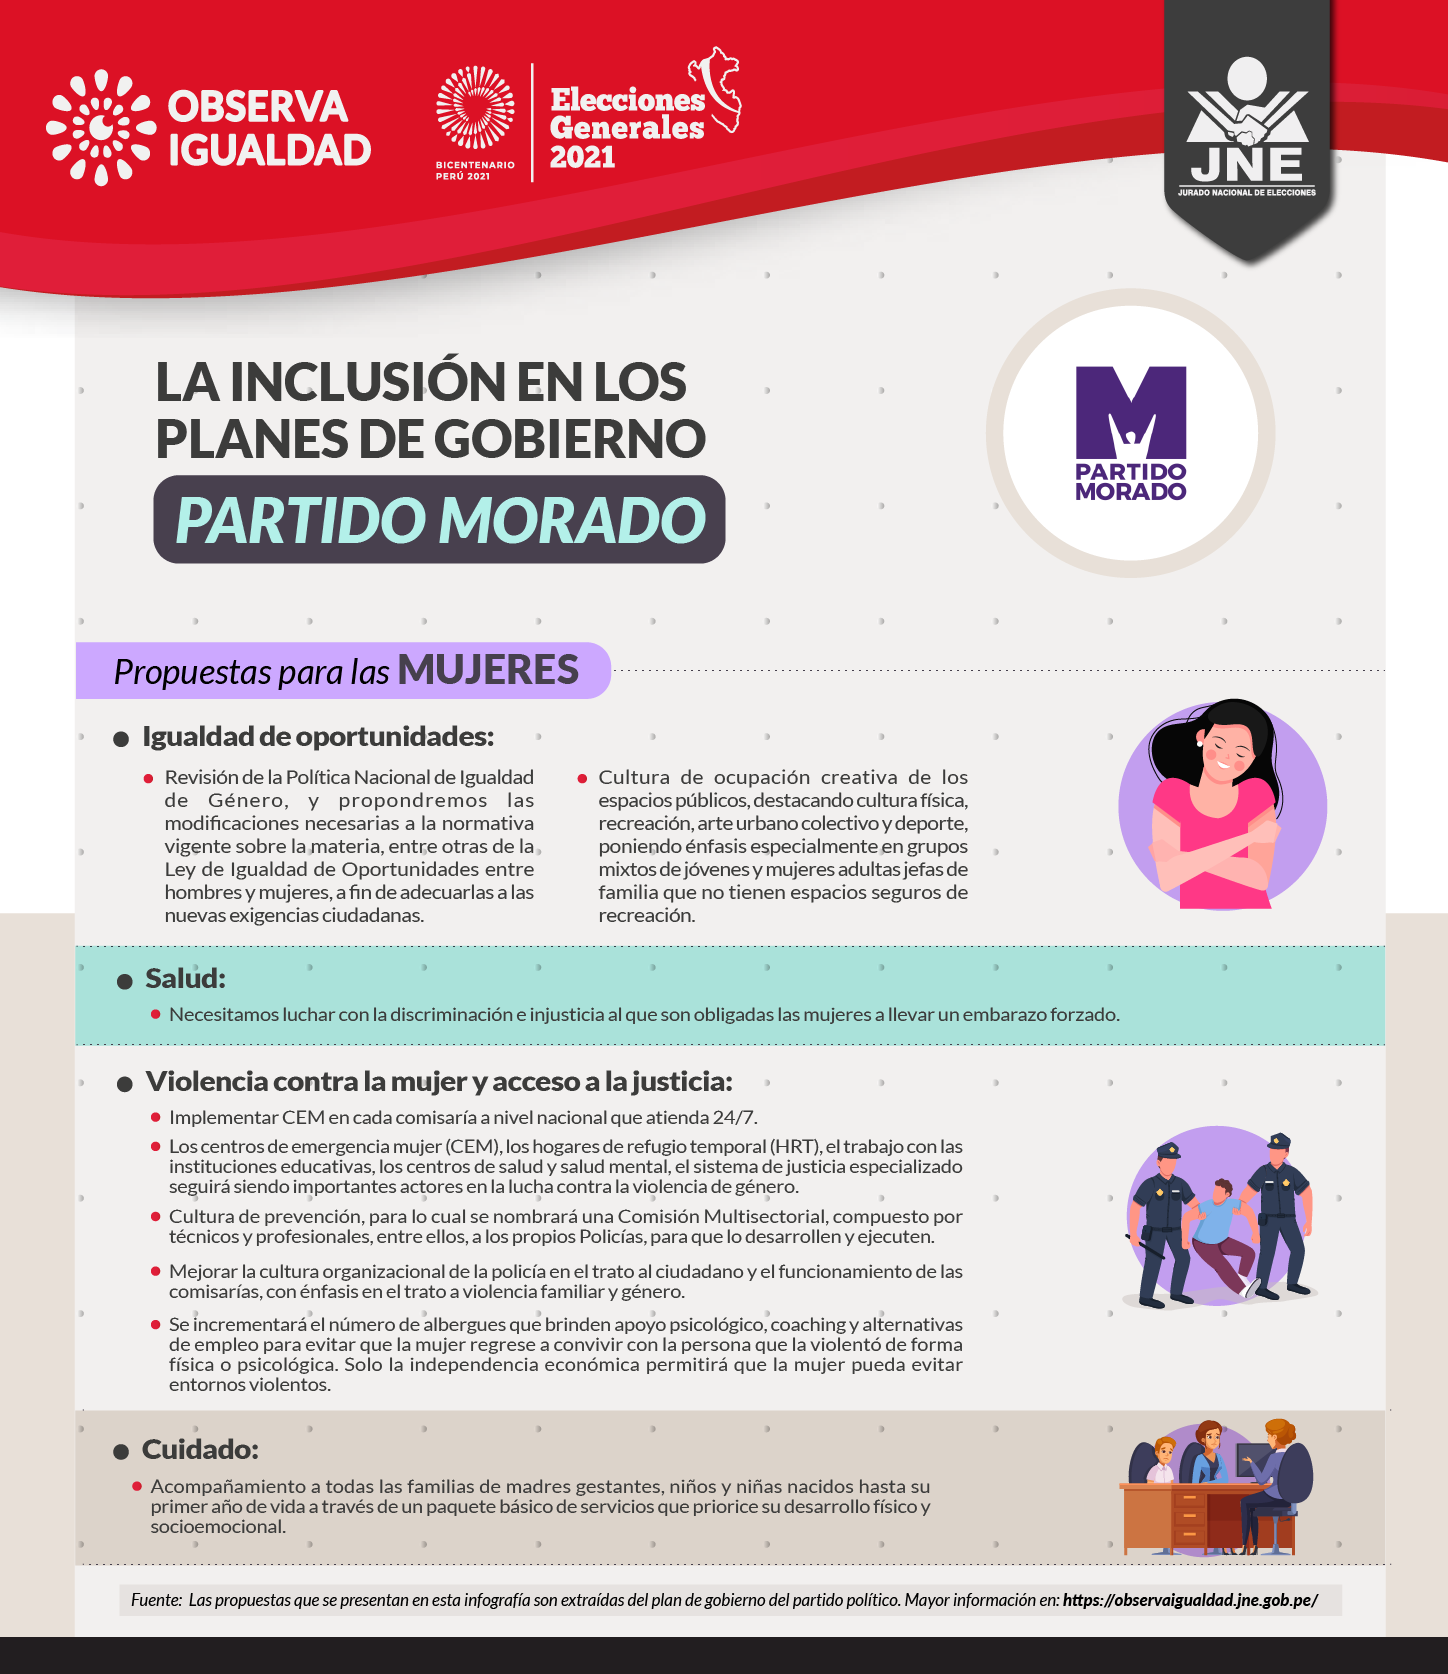 OBSERVA
IGUALDAD
BICENTENARIO
PERÚ 2021
Elecciones
Generales
2021
JNE
JURADO NACIONAL DE ELECCIONES
LA INCLUSIÓN EN LOS
PLANES DE GOBIERNO
PARTIDO MORADO
PARTIDO
MORADO
Propuestas para las MUJERES
Igualdad de oportunidades:
Revisión de la Política Nacional de Igualdad
de Género, y propondremos las
modificaciones necesarias a la normativa
vigente sobre la materia, entre otras de la
Ley de Igualdad de Oportunidades entre
hombres y mujeres, a fin de adecuarlas a las
nuevas exigencias ciudadanas.
Cultura de ocupación creativa de los
espacios públicos, destacando cultura física,
recreación, arte urbano colectivo y deporte,
poniendo énfasis especialmente en grupos
mixtos de jóvenes y mujeres adultas jefas de
familia que no tienen espacios seguros de
recreación.
Salud:
Necesitamos luchar con la discriminación e injusticia al que son obligadas las mujeres a llevar un embarazo forzado.
Violencia contra la mujer y acceso a la justicia:
Implementar CEM en cada comisaría a nivel nacional que atienda 24/7.
Los centros de emergencia mujer (CEM), los hogares de refugio temporal (HRT), el trabajo con las
instituciones educativas, los centros de salud y salud mental, el sistema de justicia especializado
seguirá siendo importantes actores en la lucha contra la violencia de género.
Cultura de prevención, para lo cual se nombrará una Comisión Multisectorial, compuesto por
técnicos y profesionales, entre ellos, a los propios Policías, para que lo desarrollen y ejecuten.
Mejorar la cultura organizacional de la policía en el trato al ciudadano y el funcionamiento de las
comisarías, con énfasis en el trato a violencia familiar y género.
Se incrementará el número de albergues que brinden apoyo psicológico, coaching y alternativas
de empleo para evitar que la mujer regrese a convivir con la persona que la violentó de forma
física o psicológica. Solo la independencia económica permitirá que la mujer pueda evitar
entornos violentos.
Cuidado:
Acompañamiento a todas las familias de madres gestantes, niños y niñas nacidos hasta su
primer año de vida a través de un paquete básico de servicios que priorice su desarrollo físico y
socioemocional.
Fuente: Las propuestas que se presentan en esta infografía son extraídas del plan de gobierno del partido político. Mayor información en: https://observaigualdad.jne.gob.pe/